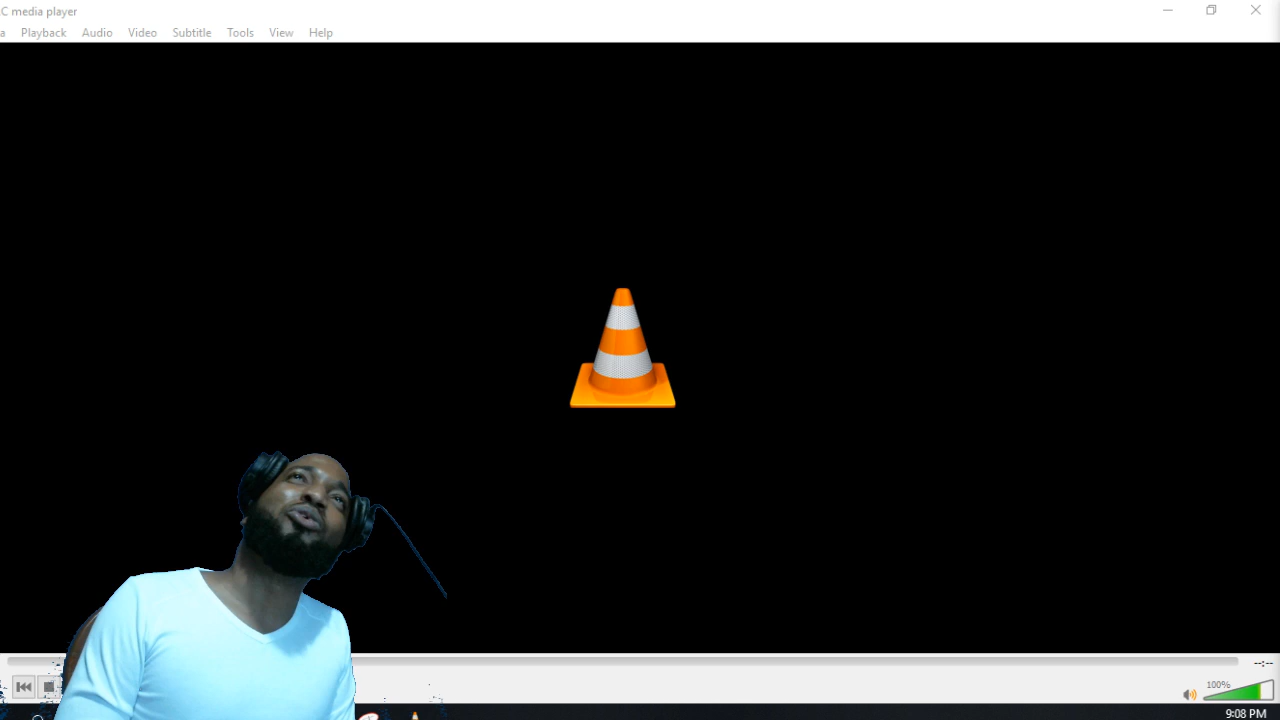 C media player
a Playback Audio Video Subtitle Tools View Help
--:--
100%
9:08 PM